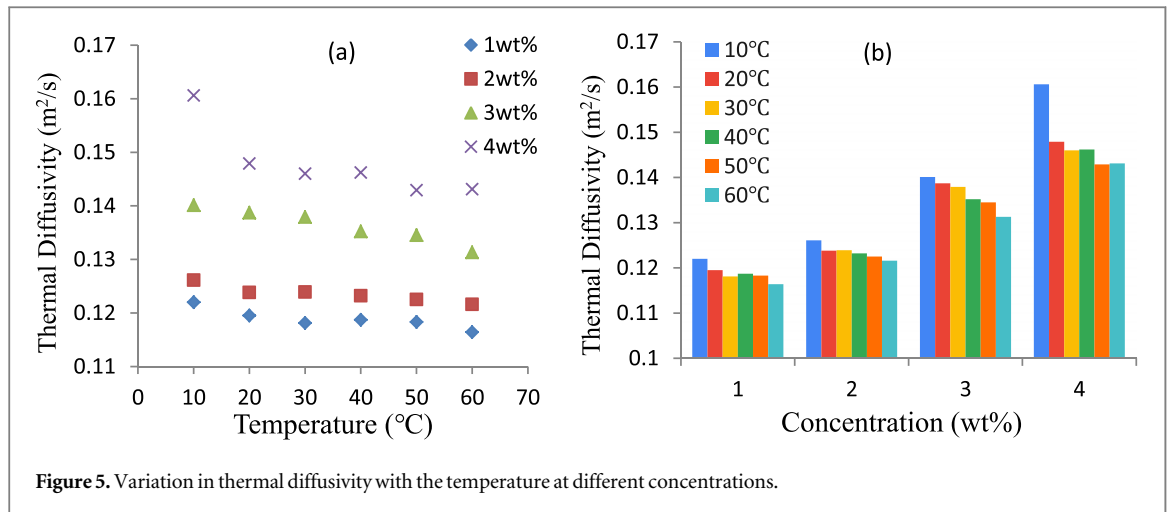 (a)
Thermal Diffusivity (m²/s)
0.17
0.16
0.15
0.14
0.13
0.12
0.11
0 10 20 30 40 50 60 70
Temperature (°C)
1wt%
2wt%
3wt%
4wt%
(b)
Thermal Diffusivity (m²/s)
0.17
0.16
0.15
0.14
0.13
0.12
0.11
0.1
1 2 3 4
Concentration (wt%)
10°C
20°C
30°C
40°C
50°C
60°C
Figure 5. Variation in thermal diffusivity with the temperature at different concentrations.